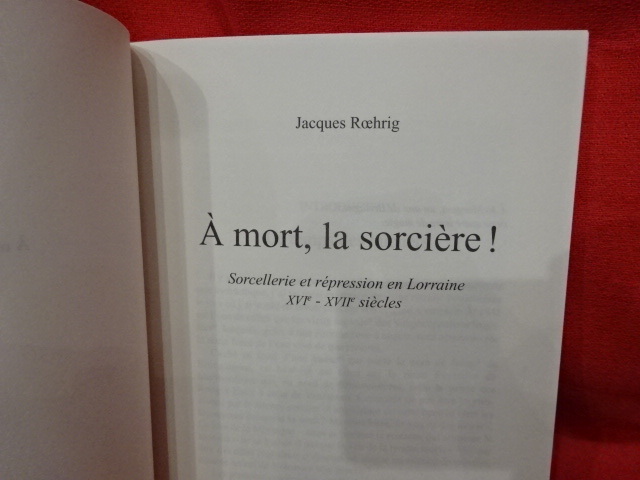 Jacques Rœhrig
À mort, la sorcière !
Sorcellerie et répression en Lorraine
XVIe - XVIIe siècles